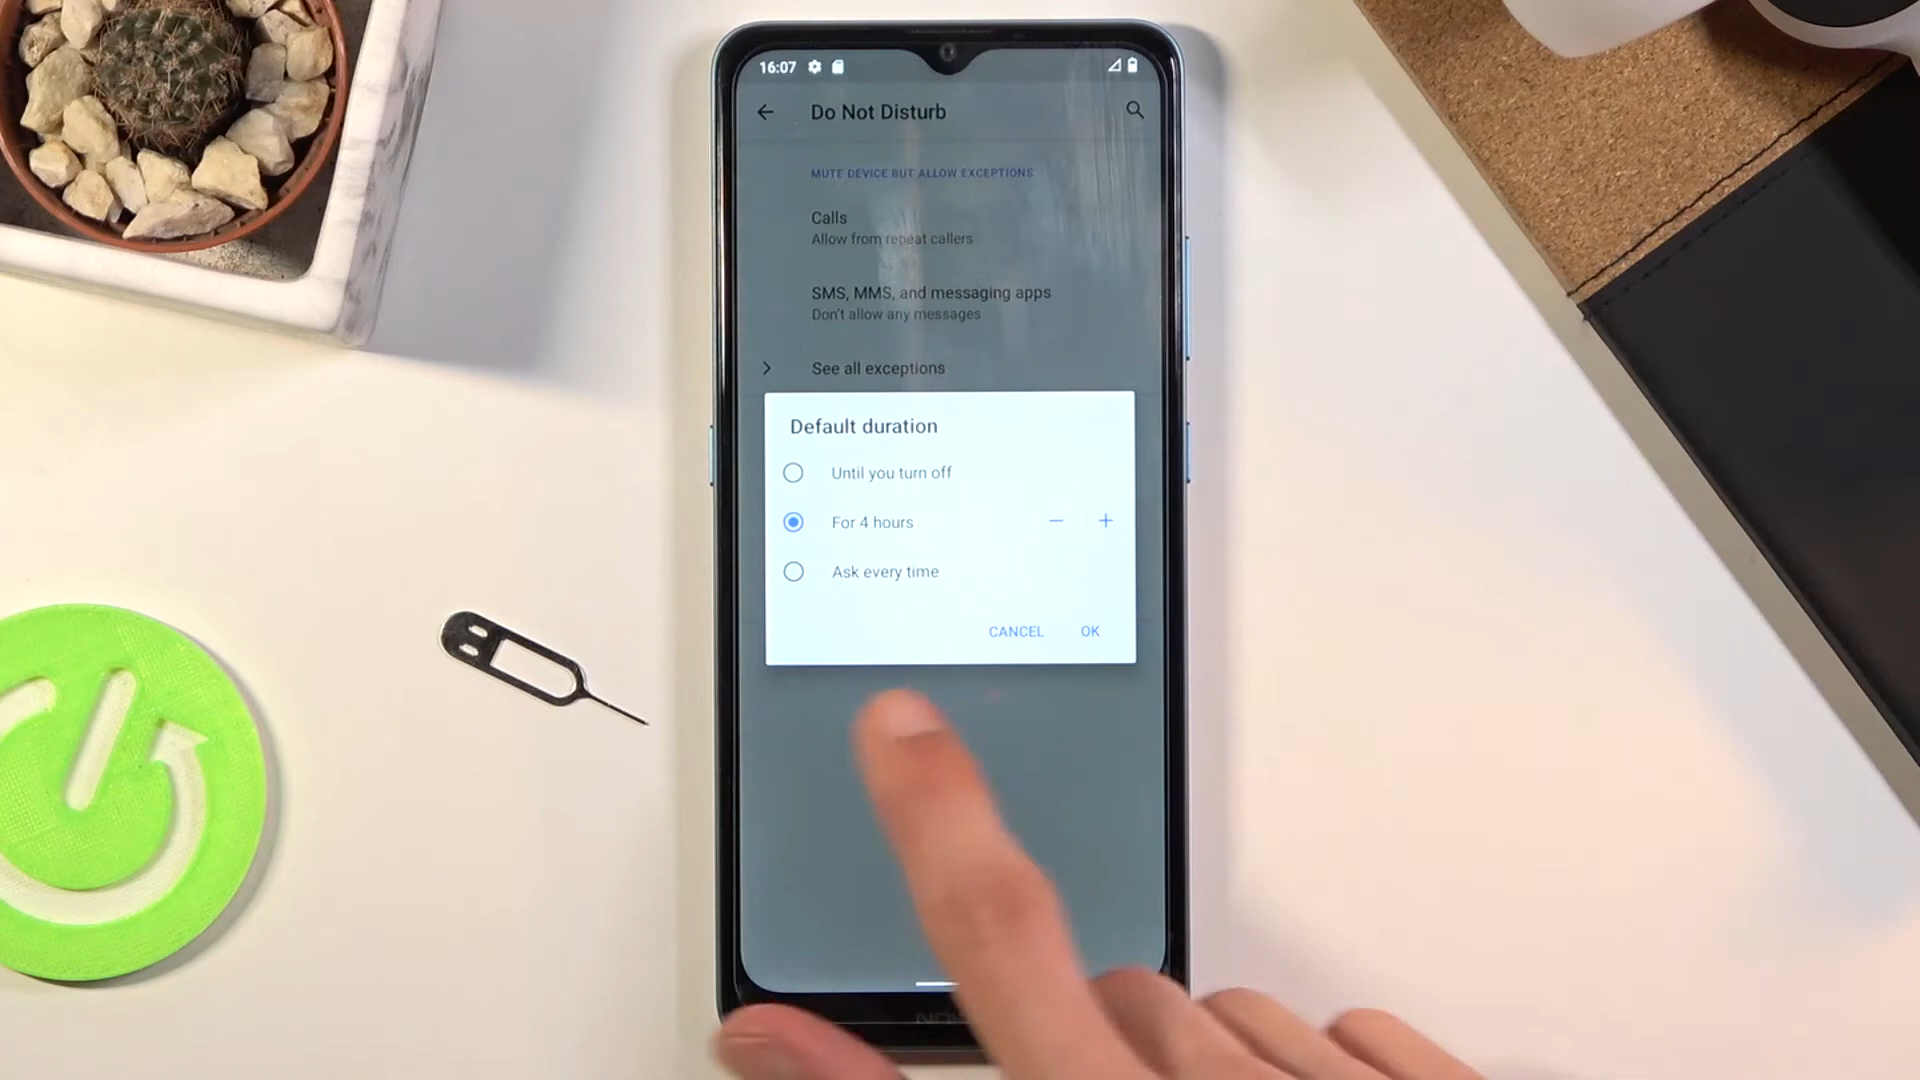 16:07
Do Not Disturb
MUTE DEVICE BUT ALLOW EXCEPTIONS
Calls
Allow from repeat callers
SMS, MMS, and messaging apps
Don't allow any messages
See all exceptions
Default duration
Until you turn off
For 4 hours
Ask every time
CANCEL OK